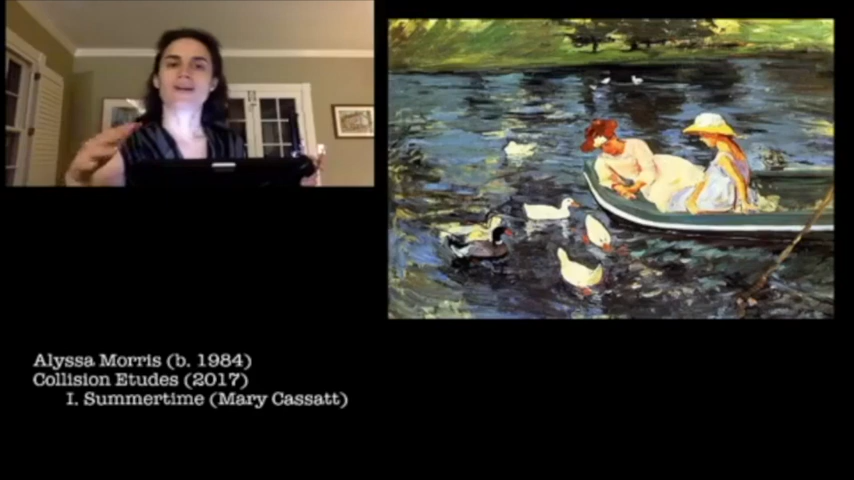 Alyssa Morris (b. 1984)
Collision Etudes (2017)
I. Summertime (Mary Cassatt)